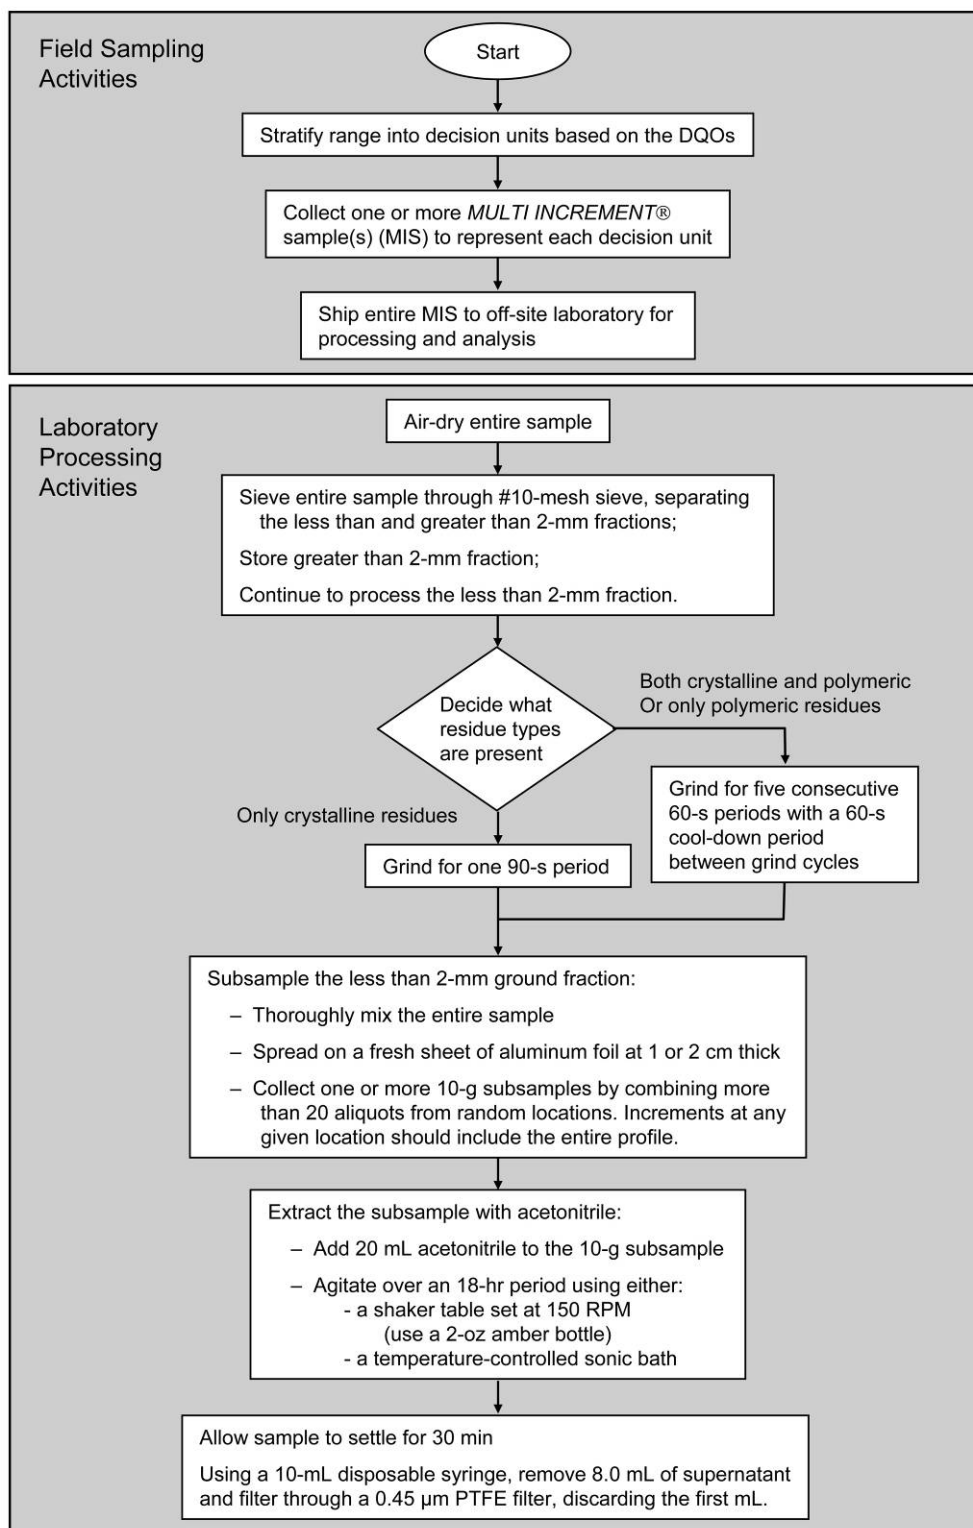 Field Sampling
Activities
Start
Stratify range into decision units based on the DQOs
Collect one or more MULTI INCREMENT®
sample(s) (MIS) to represent each decision unit
Ship entire MIS to off-site laboratory for
processing and analysis
Laboratory
Processing
Activities
Air-dry entire sample
Sieve entire sample through #10-mesh sieve, separating
the less than and greater than 2-mm fractions;
Store greater than 2-mm fraction;
Continue to process the less than 2-mm fraction.
Decide what
residue types
are present
Both crystalline and polymeric
Or only polymeric residues
Only crystalline residues
Grind for five consecutive
60-s periods with a 60-s
cool-down period
between grind cycles
Grind for one 90-s period
Subsample the less than 2-mm ground fraction:
– Thoroughly mix the entire sample
– Spread on a fresh sheet of aluminum foil at 1 or 2 cm thick
– Collect one or more 10-g subsamples by combining more
than 20 aliquots from random locations. Increments at any
given location should include the entire profile.
Extract the subsample with acetonitrile:
– Add 20 mL acetonitrile to the 10-g subsample
– Agitate over an 18-hr period using either:
- a shaker table set at 150 RPM
(use a 2-oz amber bottle)
- a temperature-controlled sonic bath
Allow sample to settle for 30 min
Using a 10-mL disposable syringe, remove 8.0 mL of supernatant
and filter through a 0.45 µm PTFE filter, discarding the first mL.